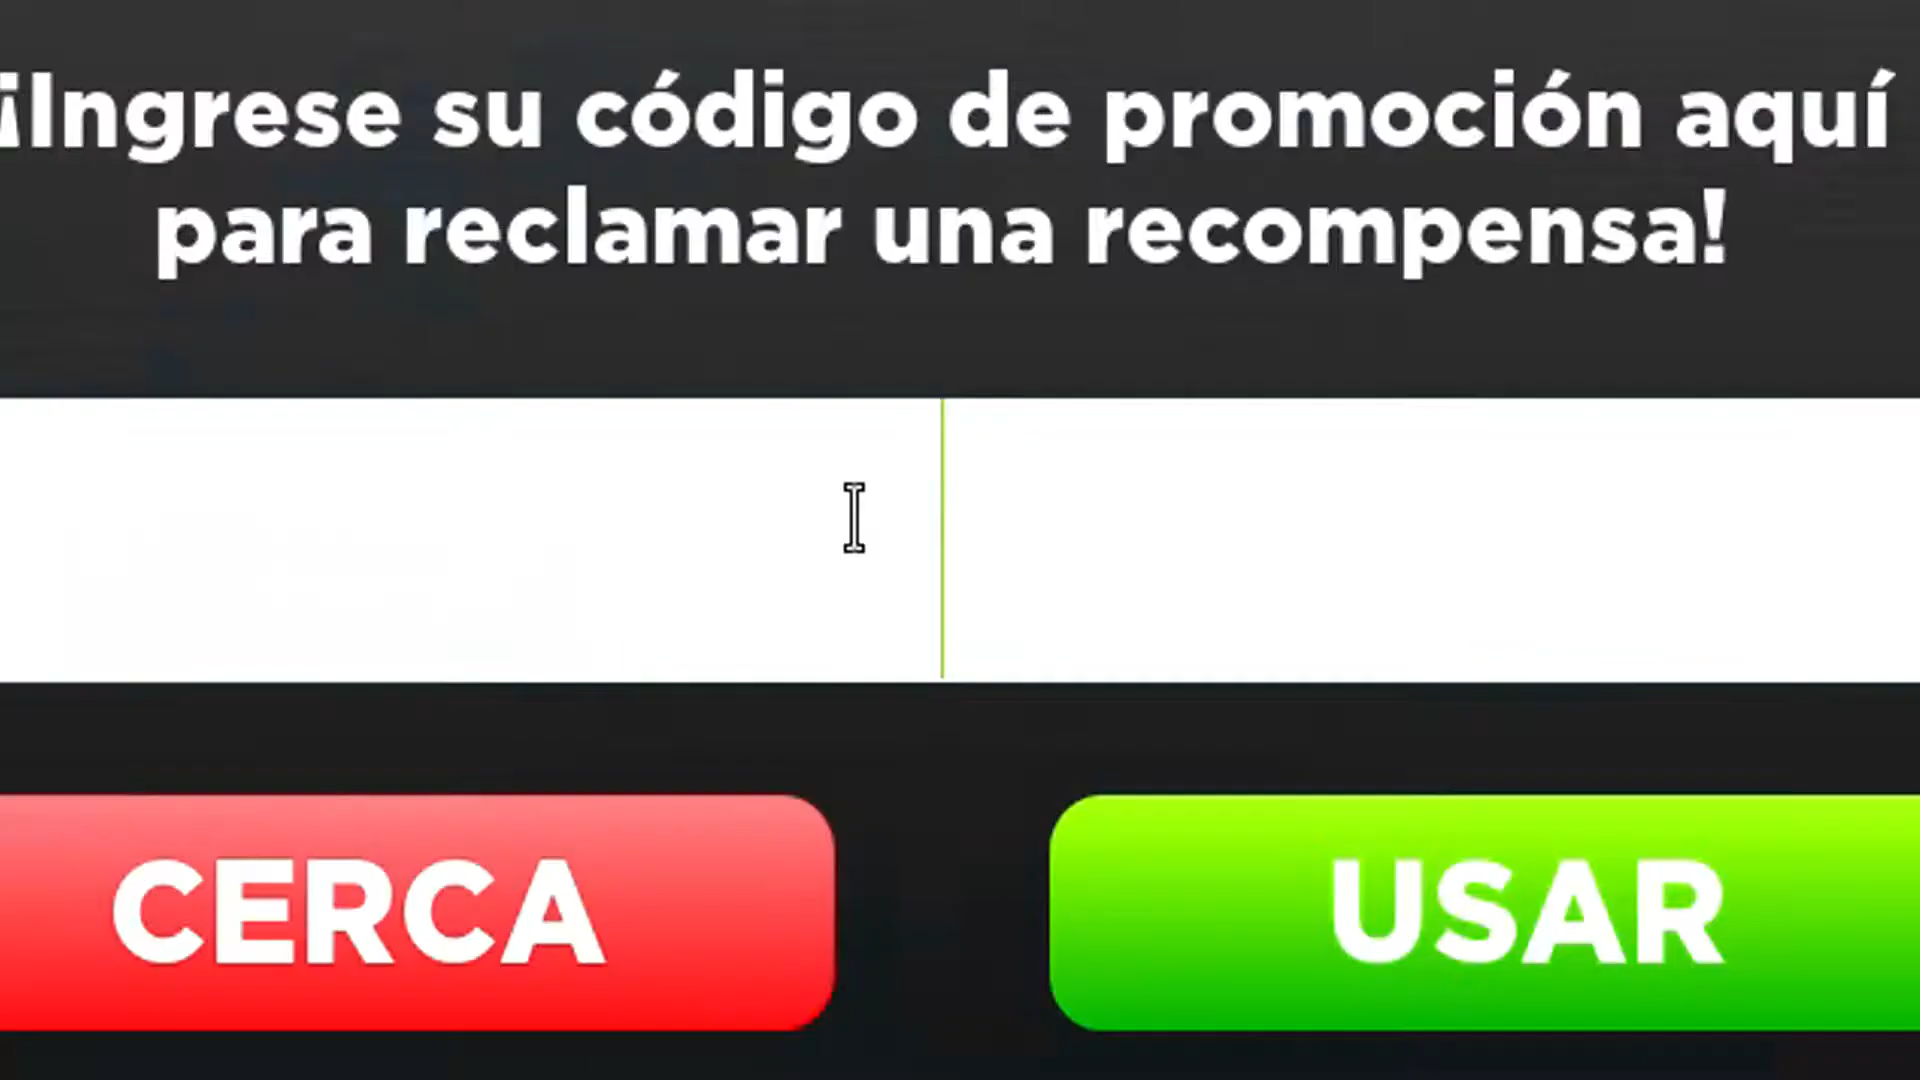 ¡Ingrese su código de promoción aquí
para reclamar una recompensa!
CERCA
USAR